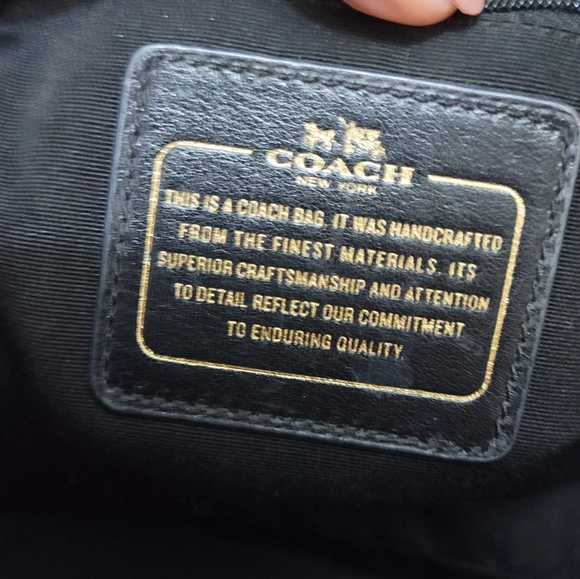 COACH
NEW YORK
THIS IS A COACH BAG. IT WAS HANDCRAFTED
FROM THE FINEST MATERIALS. ITS
SUPERIOR CRAFTSMANSHIP AND ATTENTION
TO DETAIL REFLECT OUR COMMITMENT
TO ENDURING QUALITY